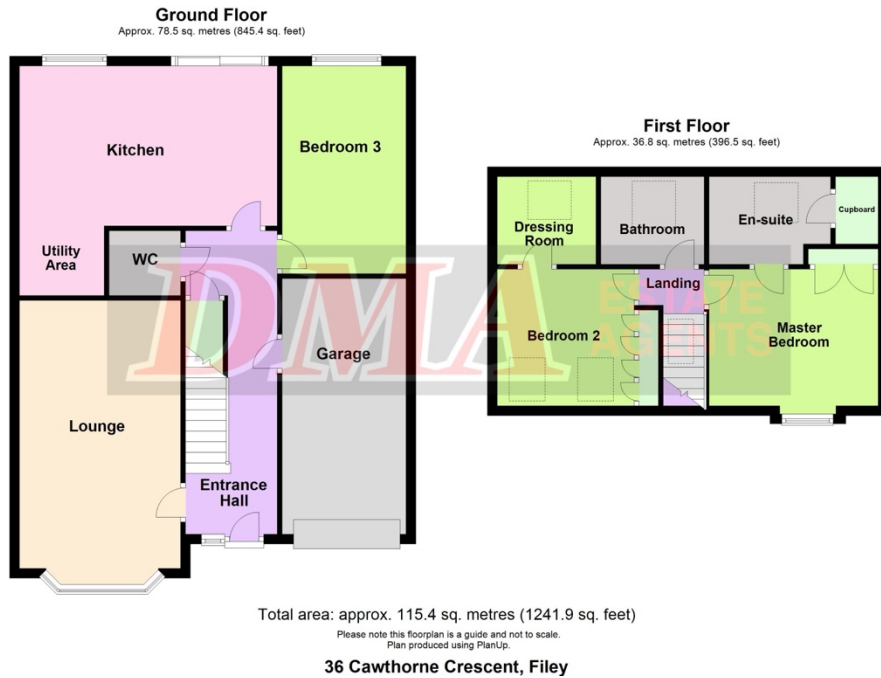 Ground Floor
Approx. 78.5 sq. metres (845.4 sq. feet)
Kitchen
Bedroom 3
Utility
Area
WC
Lounge
Garage
Entrance
Hall
First Floor
Approx. 36.8 sq. metres (396.5 sq. feet)
Dressing
Room
Bathroom
En-suite
Cupboard
Landing
Bedroom 2
Master
Bedroom
DMA
ESTATE
AGENTS
Total area: approx. 115.4 sq. metres (1241.9 sq. feet)
Please note this floorplan is a guide and not to scale.
Plan produced using PlanUp.
36 Cawthorne Crescent, Filey